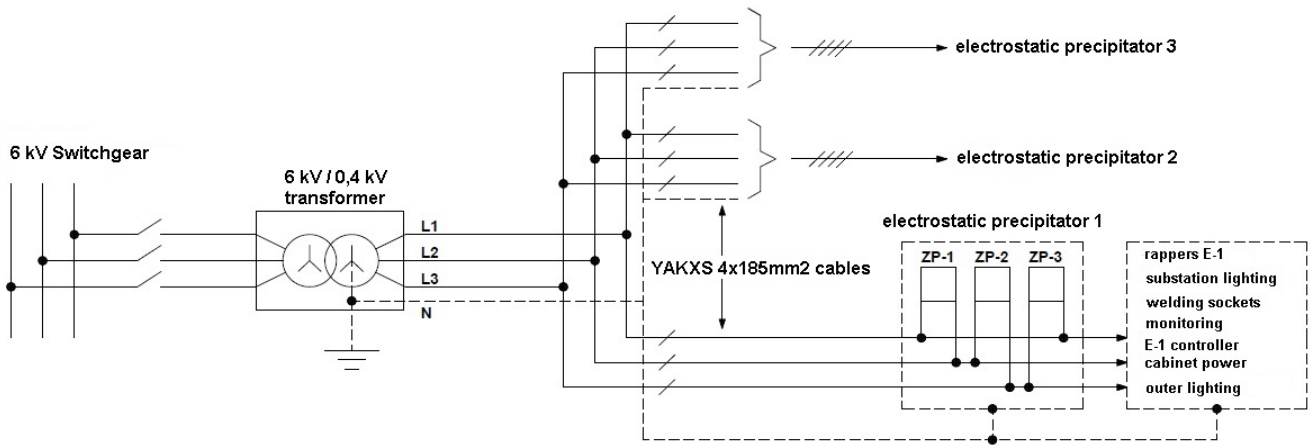 electrostatic precipitator 3
6 kV Switchgear
electrostatic precipitator 2
6 kV / 0,4 kV
transformer
electrostatic precipitator 1
L1
L2
L3
N
YAKXS 4x185mm2 cables
ZP-1 ZP-2 ZP-3
rappers E-1
substation lighting
welding sockets
monitoring
E-1 controller
cabinet power
outer lighting